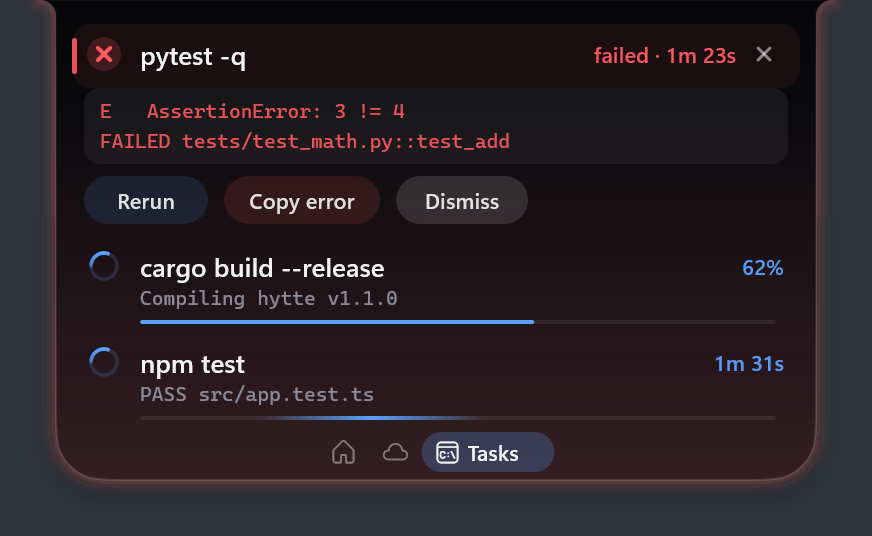 pytest -q
failed · 1m 23s
E   AssertionError: 3 != 4
FAILED tests/test_math.py::test_add
Rerun
Copy error
Dismiss
cargo build --release
62%
Compiling hytte v1.1.0
npm test
1m 31s
PASS src/app.test.ts
C:\ Tasks